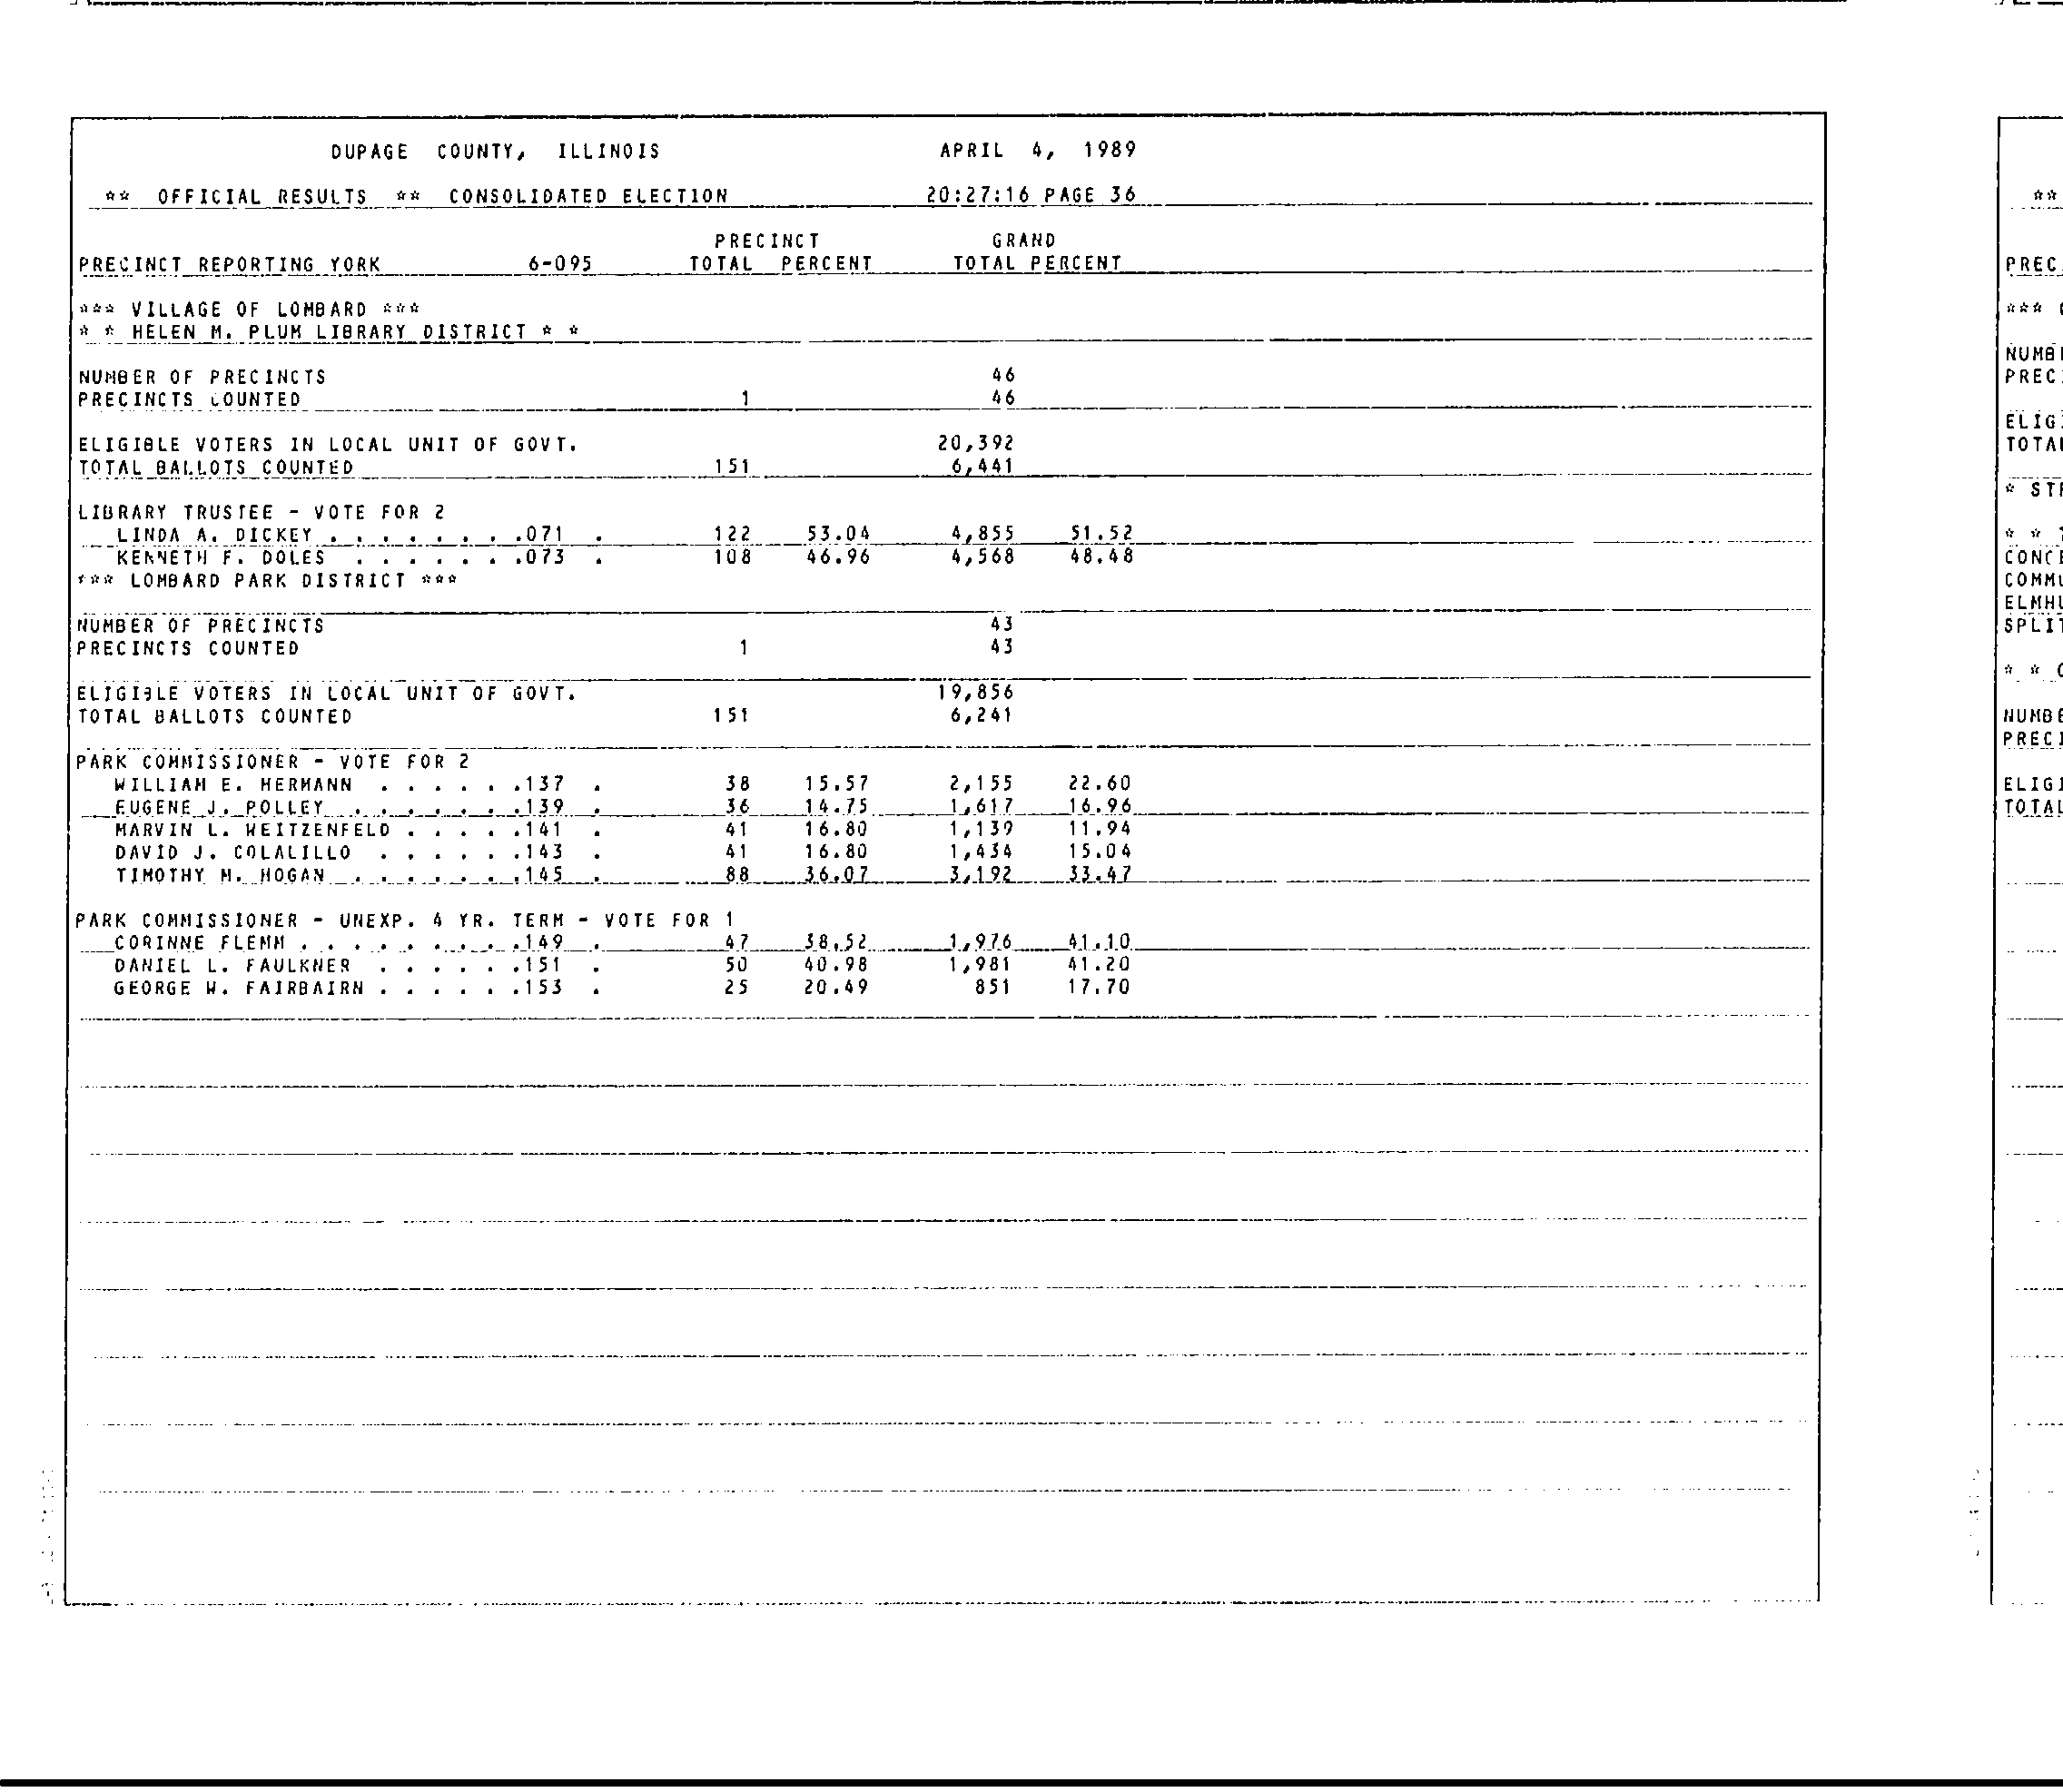 DUPAGE COUNTY, ILLINOIS APRIL 4, 1989
** OFFICIAL RESULTS ** CONSOLIDATED ELECTION 20:27:16 PAGE 36
PRECINCT GRAND
PRECINCT REPORTING YORK 6-095 TOTAL PERCENT TOTAL PERCENT
*** VILLAGE OF LOMBARD ***
* * HELEN M. PLUM LIBRARY DISTRICT * *
NUMBER OF PRECINCTS 46
PRECINCTS COUNTED 1 46
ELIGIBLE VOTERS IN LOCAL UNIT OF GOVT. 20,392
TOTAL BALLOTS COUNTED 151 6,441
LIBRARY TRUSTEE - VOTE FOR 2
LINDA A. DICKEY . . . . . . . .071 . 122 53.04 4,855 51.52
KENNETH F. DOLES . . . . . . .073 . 108 46.96 4,568 48.48
*** LOMBARD PARK DISTRICT ***
NUMBER OF PRECINCTS 43
PRECINCTS COUNTED 1 43
ELIGIBLE VOTERS IN LOCAL UNIT OF GOVT. 19,856
TOTAL BALLOTS COUNTED 151 6,241
PARK COMMISSIONER - VOTE FOR 2
WILLIAM E. HERMANN . . . . . .137 . 38 15.57 2,155 22.60
EUGENE J. POLLEY . . . . . . .139 . 36 14.75 1,617 16.96
MARVIN L. WEITZENFELD . . . . .141 . 41 16.80 1,139 11.94
DAVID J. COLALILLO . . . . . .143 . 41 16.80 1,434 15.04
TIMOTHY M. HOGAN . . . . . . .145 . 88 36.07 3,192 33.47
PARK COMMISSIONER - UNEXP. 4 YR. TERM - VOTE FOR 1
CORINNE FLEMM . . . . . . . . .149 . 47 38.52 1,976 41.10
DANIEL L. FAULKNER . . . . . .151 . 50 40.98 1,981 41.20
GEORGE W. FAIRBAIRN . . . . . .153 . 25 20.49 851 17.70
**
PREC
***
NUMB
PREC
ELIG
TOTAL
* ST
* *
CONC
COMMU
ELMHU
SPLIT
* *
NUMBE
PRECI
ELIGI
TOTAL